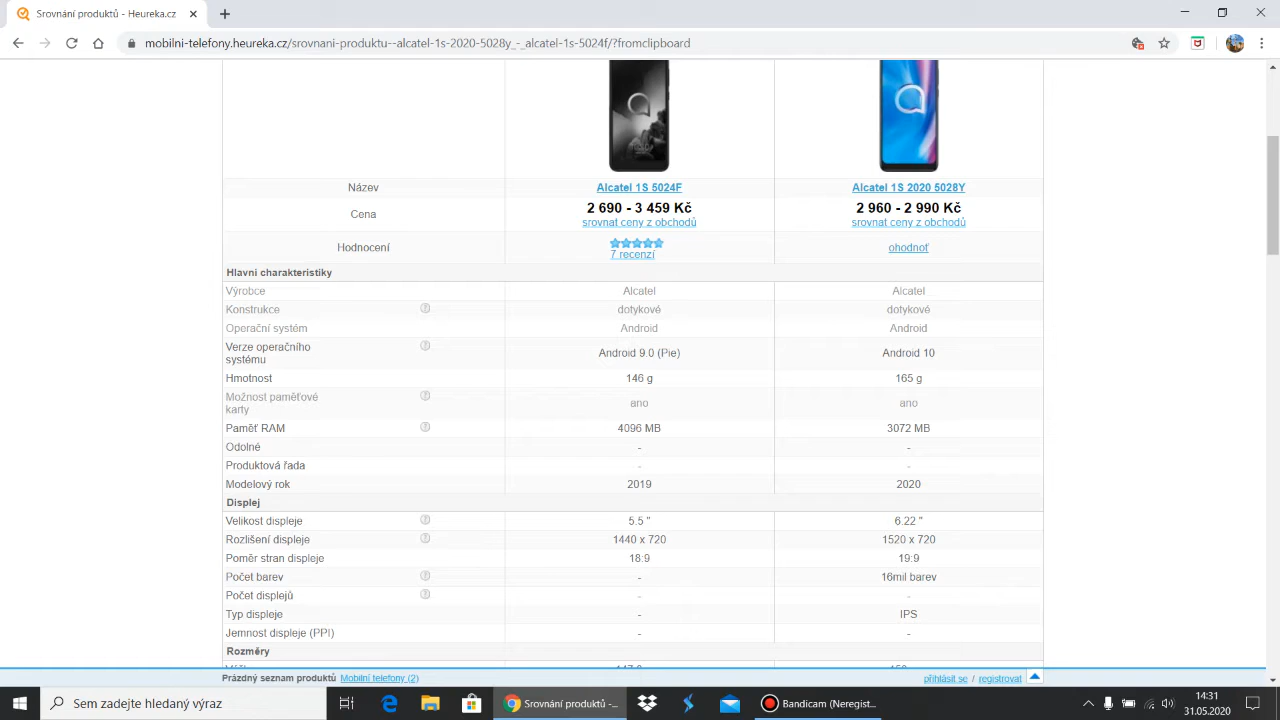 Srovnání produktů - Heureka.cz
mobilni-telefony.heureka.cz/srovnani-produktu--alcatel-1s-2020-5028y_-_alcatel-1s-5024f/?fromclipboard
Název Alcatel 1S 5024F Alcatel 1S 2020 5028Y
Cena 2 690 - 3 459 Kč 2 960 - 2 990 Kč
srovnat ceny z obchodů srovnat ceny z obchodů
Hodnocení 7 recenzí ohodnoť
Hlavní charakteristiky
Výrobce Alcatel Alcatel
Konstrukce dotykové dotykové
Operační systém Android Android
Verze operačního
systému Android 9.0 (Pie) Android 10
Hmotnost 146 g 165 g
Možnost paměťové
karty ano ano
Paměť RAM 4096 MB 3072 MB
Odolné - -
Produktová řada - -
Modelový rok 2019 2020
Displej
Velikost displeje 5.5 " 6.22 "
Rozlišení displeje 1440 x 720 1520 x 720
Poměr stran displeje 18:9 19:9
Počet barev - 16mil barev
Počet displejů - -
Typ displeje - IPS
Jemnost displeje (PPI) - -
Rozměry
Prázdný seznam produktů Mobilní telefony (2) přihlásit se / registrovat
Sem zadejte hledaný výraz
Srovnání produktů -...
Bandicam (Neregist...
14:31
31.05.2020